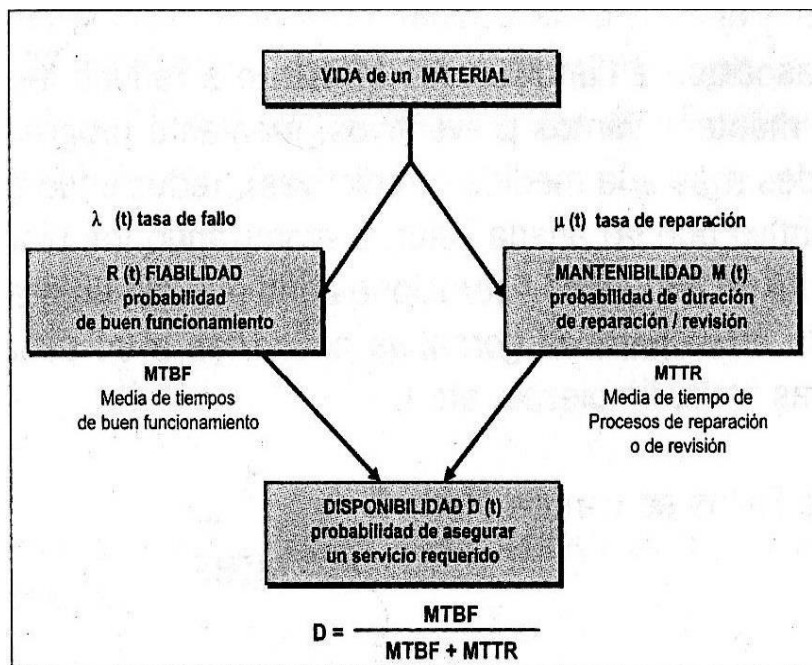 VIDA de un MATERIAL
λ (t) tasa de fallo
μ (t) tasa de reparación
R (t) FIABILIDAD
probabilidad
de buen funcionamiento
MANTENIBILIDAD M (t)
probabilidad de duración
de reparación / revisión
MTBF
Media de tiempos
de buen funcionamiento
MTTR
Media de tiempo de
Procesos de reparación
o de revisión
DISPONIBILIDAD D (t)
probabilidad de asegurar
un servicio requerido
D = MTBF
MTBF + MTTR